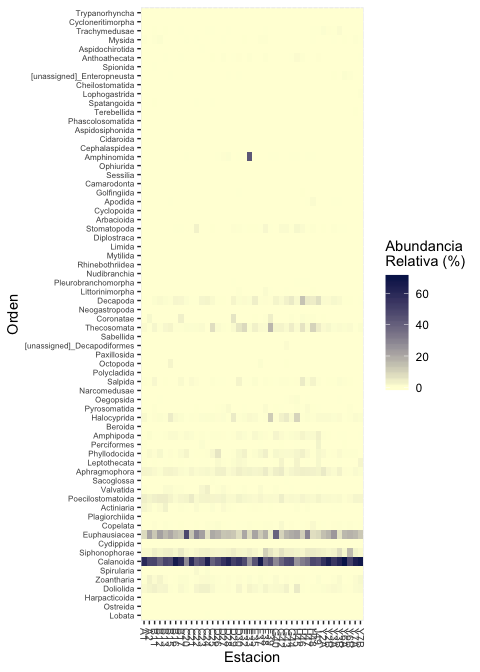 Trypanorhyncha
Cycloneritimorpha
Trachymedusae
Mysida
Aspidochirotida
Anthoathecata
Spionida
[unassigned]_Enteropneusta
Cheilostomatida
Lophogastrida
Spatangoida
Terebellida
Phascolosomatida
Aspidosiphonida
Cidaroida
Cephalaspidea
Amphinomida
Ophiurida
Sessilia
Camarodonta
Golfingiida
Apodida
Cyclopoida
Arbacioida
Stomatopoda
Diplostraca
Limida
Mytilida
Rhinebothriidea
Nudibranchia
Pleurobranchomorpha
Littorinimorpha
Decapoda
Neogastropoda
Coronatae
Thecosomata
Sabellida
[unassigned]_Decapodiformes
Paxillosida
Octopoda
Polycladida
Salpida
Narcomedusae
Oegopsida
Pyrosomatida
Halocyprida
Beroida
Amphipoda
Perciformes
Phyllodocida
Leptothecata
Aphragmophora
Sacoglossa
Valvatida
Poecilostomatoida
Actiniaria
Plagiorchiida
Copelata
Euphausiacea
Cydippida
Siphonophorae
Calanoida
Spirularia
Zoantharia
Doliolida
Harpacticoida
Ostreida
Lobata
Orden
Estacion
Abundancia
Relativa (%)
60
40
20
0